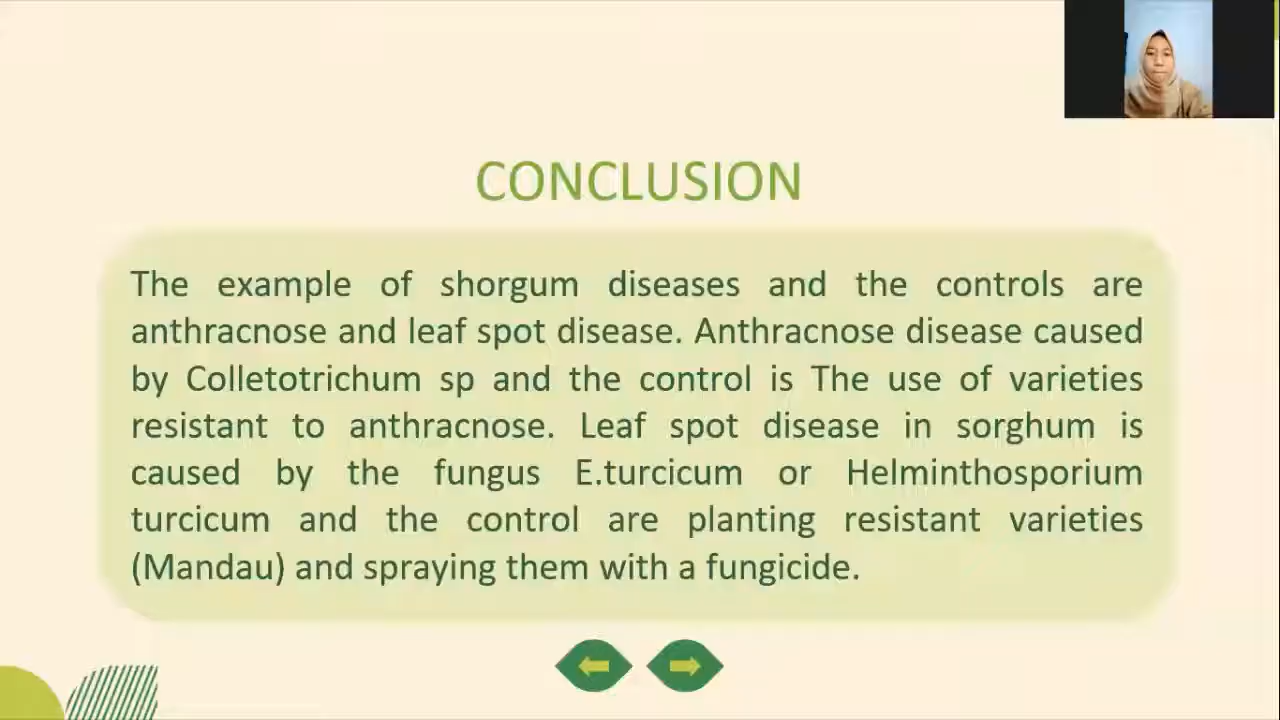 CONCLUSION
The example of shorgum diseases and the controls are
anthracnose and leaf spot disease. Anthracnose disease caused
by Colletotrichum sp and the control is The use of varieties
resistant to anthracnose. Leaf spot disease in sorghum is
caused by the fungus E.turcicum or Helminthosporium
turcicum and the control are planting resistant varieties
(Mandau) and spraying them with a fungicide.